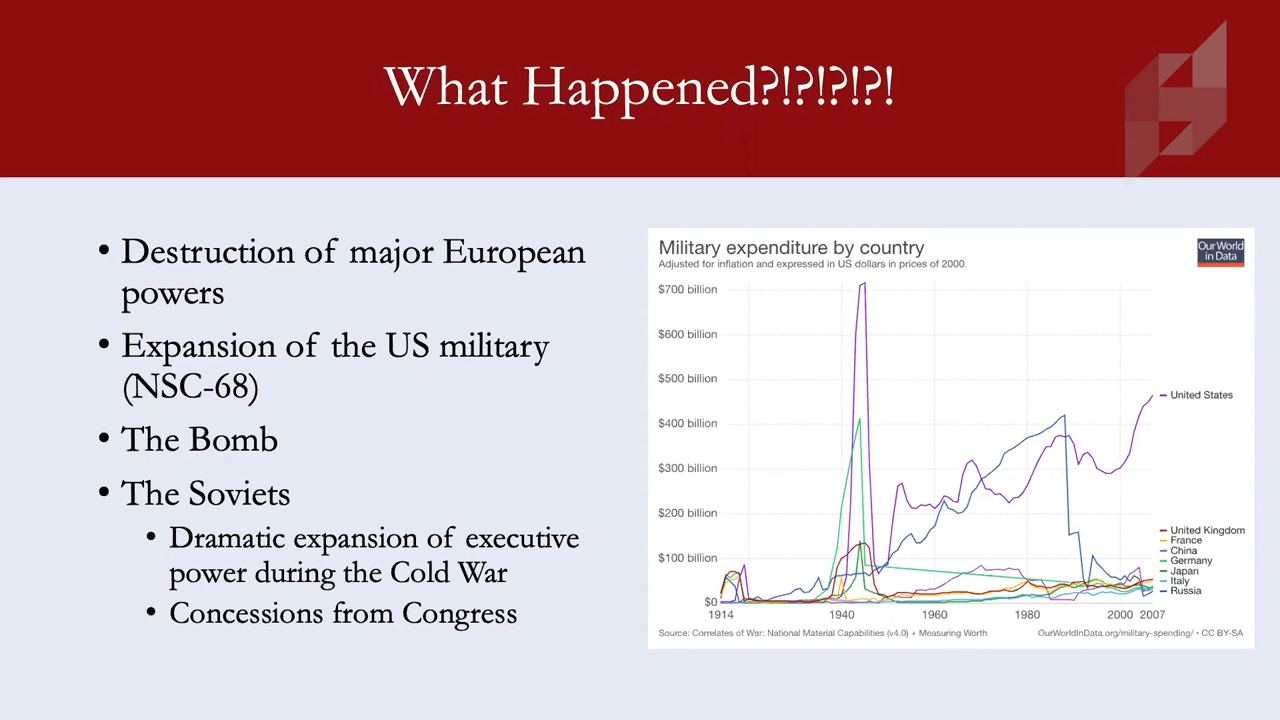 What Happened?!?!?!?!
• Destruction of major European
powers
• Expansion of the US military
(NSC-68)
• The Bomb
• The Soviets
• Dramatic expansion of executive
power during the Cold War
• Concessions from Congress
Military expenditure by country
Adjusted for inflation and expressed in US dollars in prices of 2000.
Our World
in Data
$700 billion
$600 billion
$500 billion
$400 billion
$300 billion
$200 billion
$100 billion
$0
1914
1940
1960
1980
2000
2007
United States
United Kingdom
France
China
Germany
Japan
Italy
Russia
Source: Correlates of War: National Material Capabilities (v4.0) + Measuring Worth
OurWorldInData.org/military-spending/ • CC BY-SA